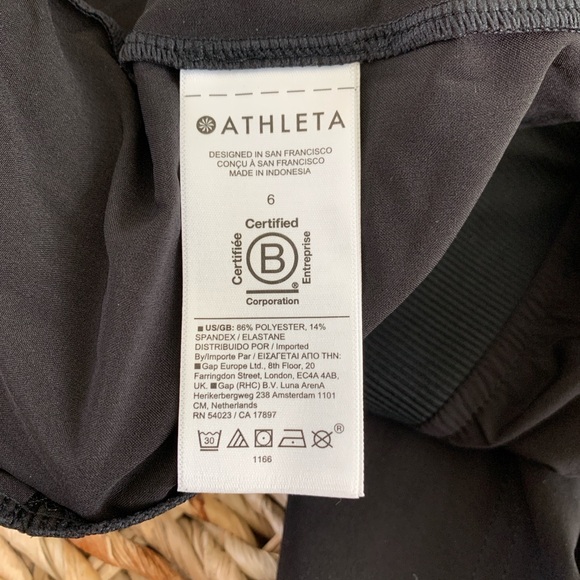 ATHLETA
DESIGNED IN SAN FRANCISCO
CONÇU À SAN FRANCISCO
MADE IN INDONESIA
6
Certified
Certifiée
B
Entreprise
®
Corporation
US/GB: 86% POLYESTER, 14%
SPANDEX / ELASTANE
DISTRIBUIDO POR / Imported
By/Importe Par / ΕΙΣΑΓΕΤΑΙ ΑΠΟ ΤΗΝ:
Gap Europe Ltd., 8th Floor, 20
Farringdon Street, London, EC4A 4AB,
UK, Gap (RHC) B.V. Luna ArenA
Herikerbergweg 238 Amsterdam 1101
CM, Netherlands
RN 54023 / CA 17897
30
®
1166